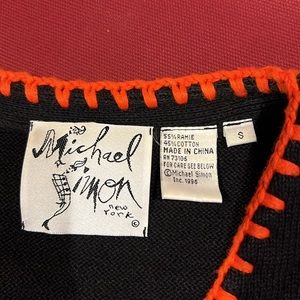 Michael
Simon
new york
55% RAMIE
45% COTTON
MADE IN CHINA
RN 73106
FOR CARE SEE BELOW
©Michael Simon
Inc. 1996
S